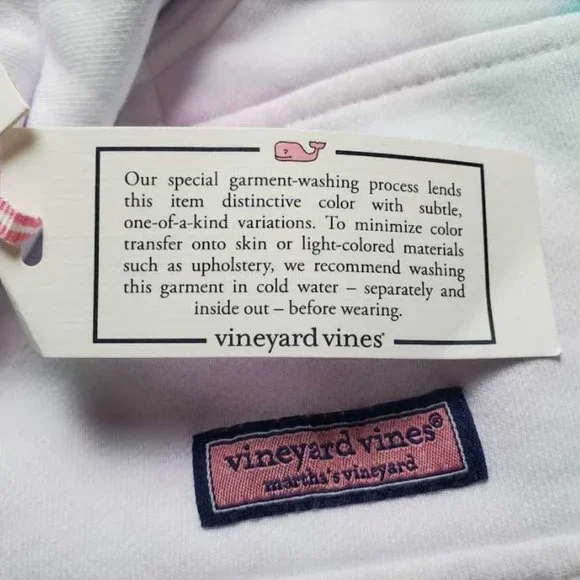 Our special garment-washing process lends
this item distinctive color with subtle,
one-of-a-kind variations. To minimize color
transfer onto skin or light-colored materials
such as upholstery, we recommend washing
this garment in cold water – separately and
inside out – before wearing.
vineyard vines®
vineyard vines®
martha's vineyard